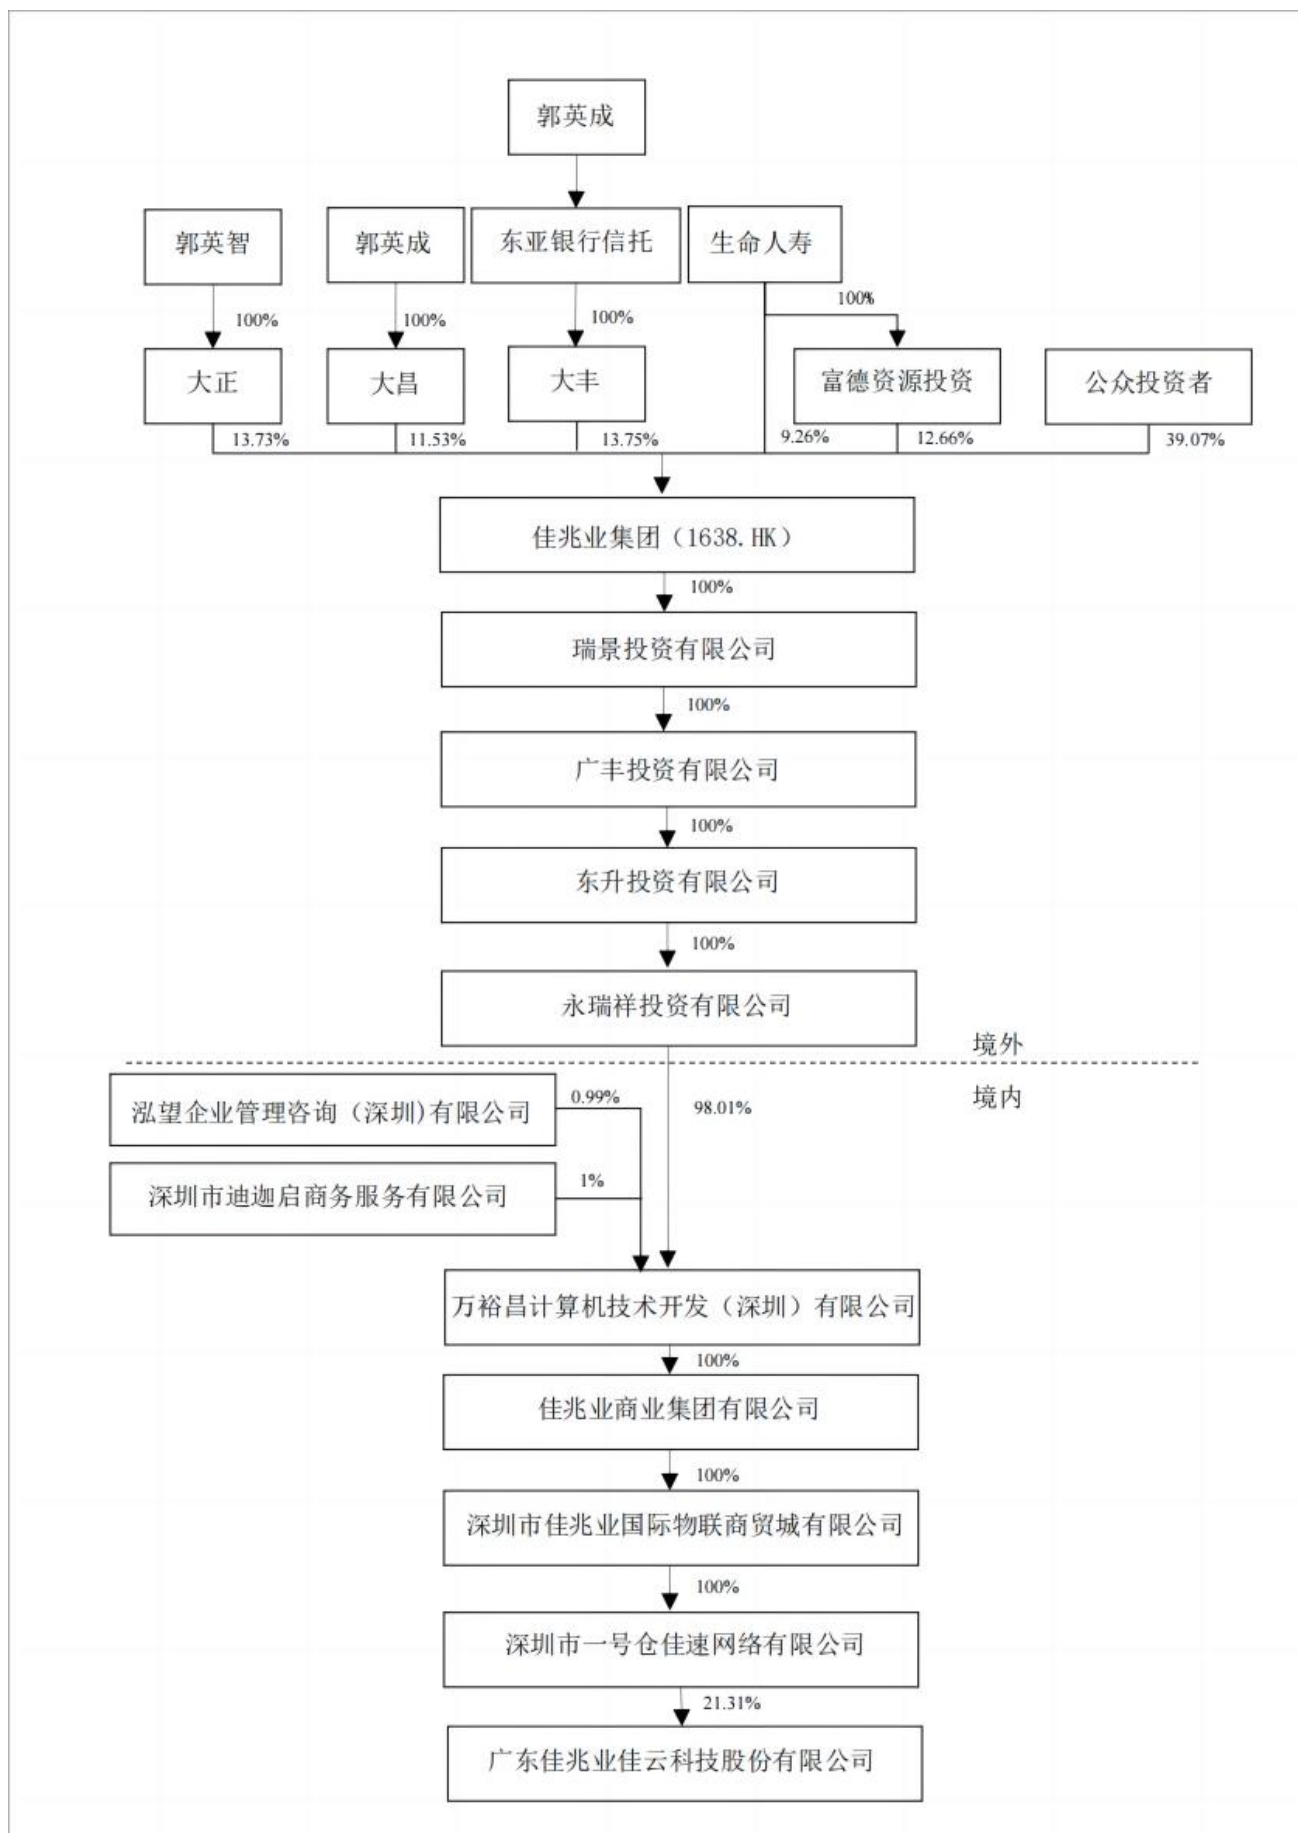 郭英成
郭英智
郭英成
东亚银行信托
生命人寿
100%
100%
100%
100%
大正
大昌
大丰
富德资源投资
公众投资者
13.73%
11.53%
13.75%
9.26%
12.66%
39.07%
佳兆业集团（1638.HK）
100%
瑞景投资有限公司
100%
广丰投资有限公司
100%
东升投资有限公司
100%
永瑞祥投资有限公司
境外
境内
泓望企业管理咨询（深圳)有限公司
0.99%
98.01%
深圳市迪迦启商务服务有限公司
1%
万裕昌计算机技术开发（深圳）有限公司
100%
佳兆业商业集团有限公司
100%
深圳市佳兆业国际物联商贸城有限公司
100%
深圳市一号仓佳速网络有限公司
21.31%
广东佳兆业佳云科技股份有限公司